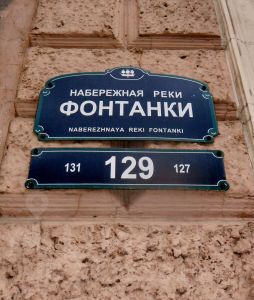 НАБЕРЕЖНАЯ РЕКИ
ФОНТАНКИ
NABEREZHNAYA REKI FONTANKI
131 129 127